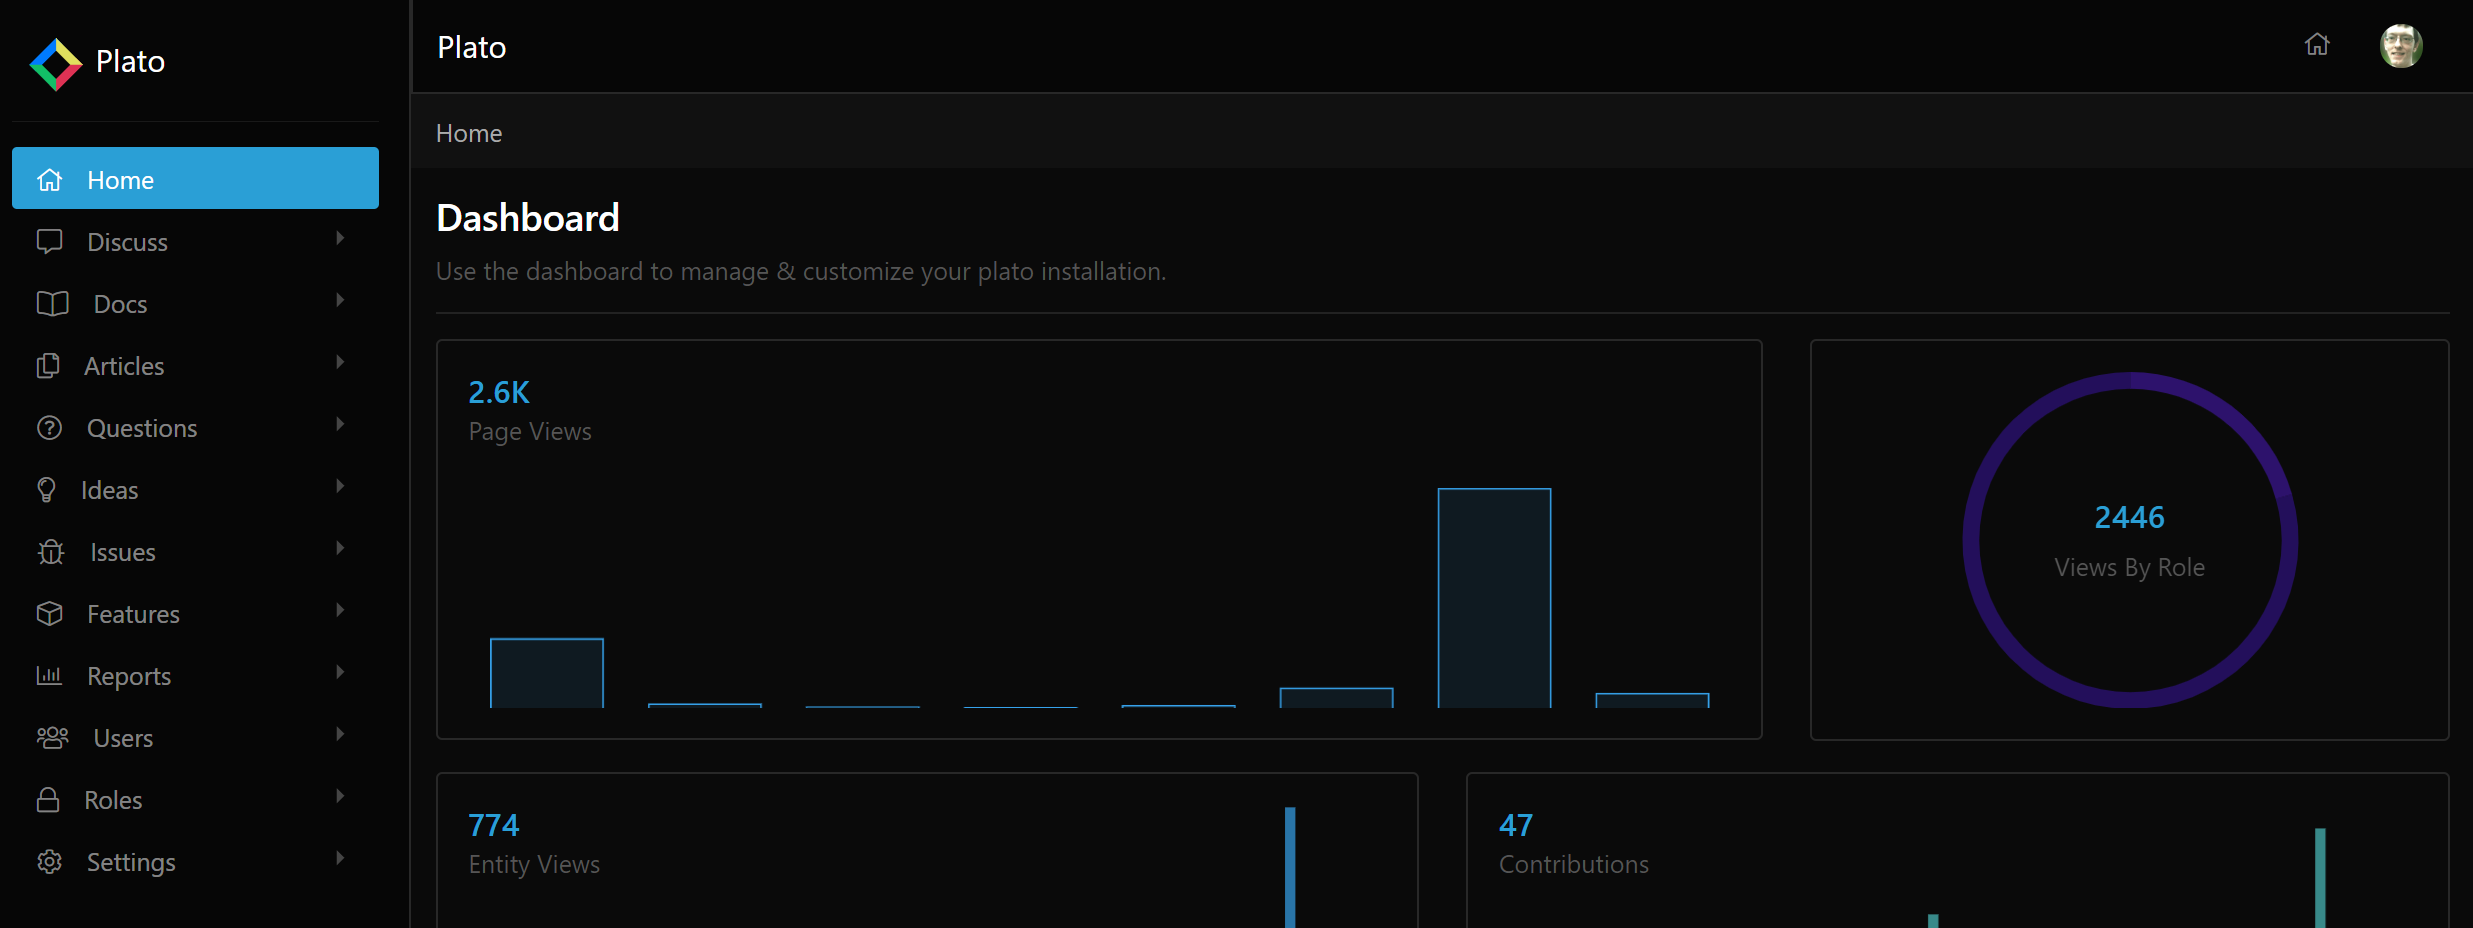 Plato
Home
Discuss
Docs
Articles
Questions
Ideas
Issues
Features
Reports
Users
Roles
Settings
Plato
Home
Dashboard
Use the dashboard to manage & customize your plato installation.
2.6K
Page Views
2446
Views By Role
774
Entity Views
47
Contributions